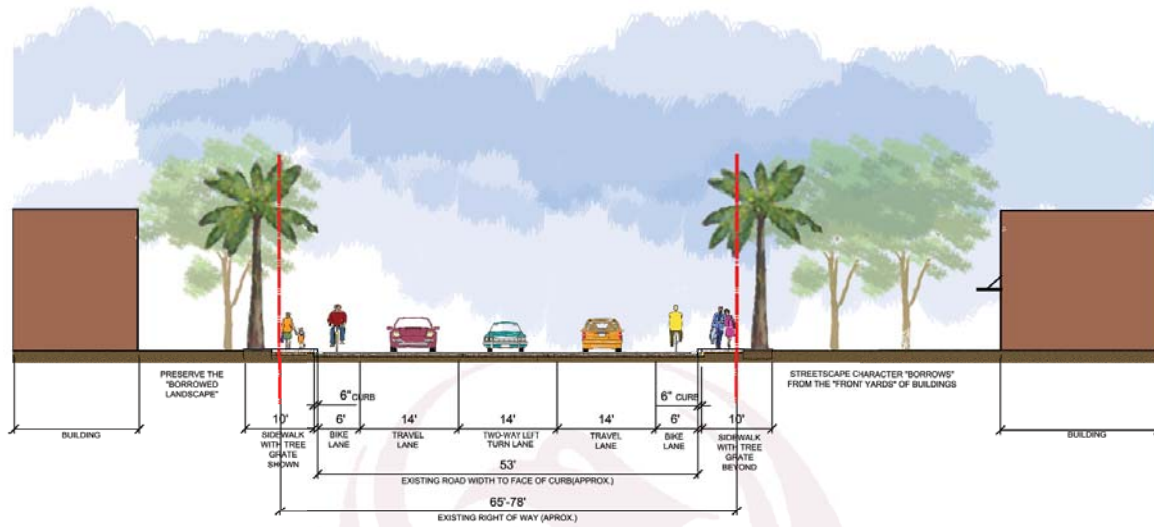 PRESERVE THE
"BORROWED
LANDSCAPE"
STREETSCAPE CHARACTER "BORROWS"
FROM THE "FRONT YARDS" OF BUILDINGS
6" CURB
6" CURB
BUILDING
10'
SIDEWALK
WITH TREE
GRATE
SHOWN
6'
BIKE
LANE
14'
TRAVEL
LANE
14'
TWO-WAY LEFT
TURN LANE
14'
TRAVEL
LANE
6'
BIKE
LANE
10'
SIDEWALK
WITH TREE
GRATE
BEYOND
BUILDING
53'
EXISTING ROAD WIDTH TO FACE OF CURB(APPROX.)
65'-78'
EXISTING RIGHT OF WAY (APROX.)